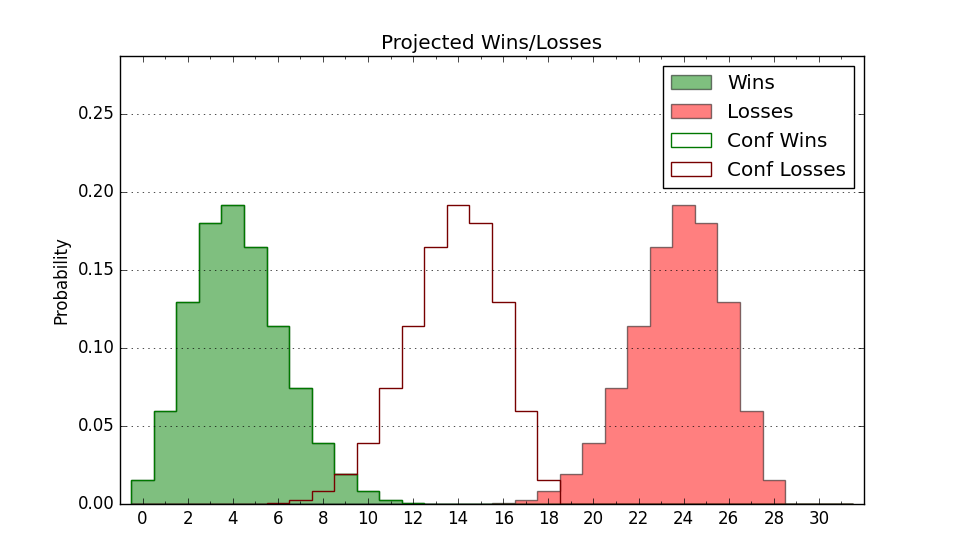 Projected Wins/Losses
Wins
Losses
Conf Wins
Conf Losses
Probability
0.25
0.20
0.15
0.10
0.05
0.00
0 2 4 6 8 10 12 14 16 18 20 22 24 26 28 30